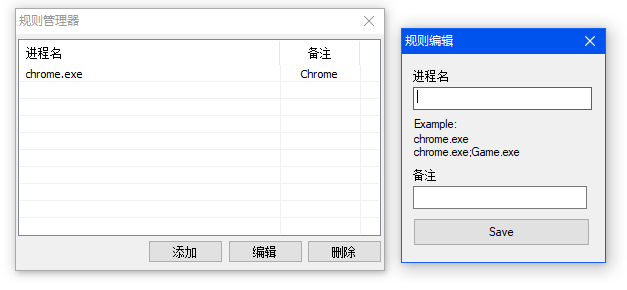 规则管理器
进程名 备注
chrome.exe Chrome
添加 编辑 删除
规则编辑
进程名
Example:
chrome.exe
chrome.exe;Game.exe
备注
Save